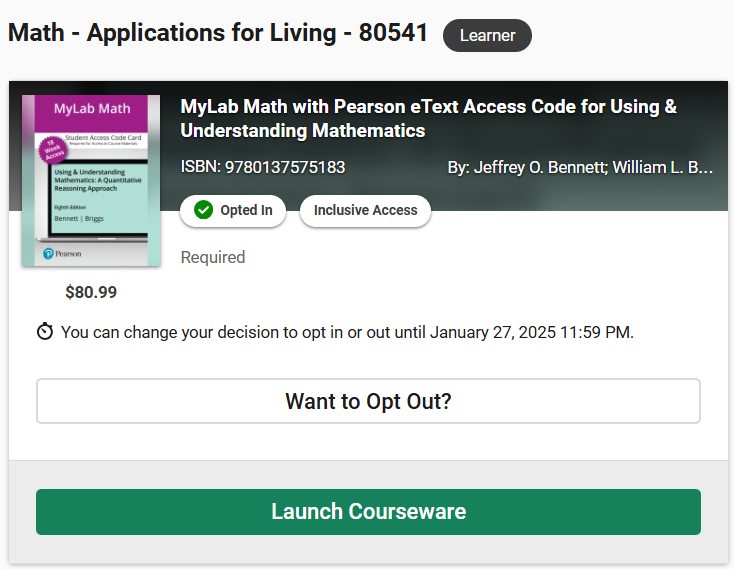 Math - Applications for Living - 80541
Learner
MyLab Math
Student Access Code Card
Required for Access to Course Materials
18
Week
Access
Using & Understanding
Mathematics: A Quantitative
Reasoning Approach
Eighth Edition
Bennett | Briggs
Pearson
MyLab Math with Pearson eText Access Code for Using &
Understanding Mathematics
ISBN: 9780137575183
By: Jeffrey O. Bennett; William L. B...
Opted In
Inclusive Access
Required
$80.99
You can change your decision to opt in or out until January 27, 2025 11:59 PM.
Want to Opt Out?
Launch Courseware